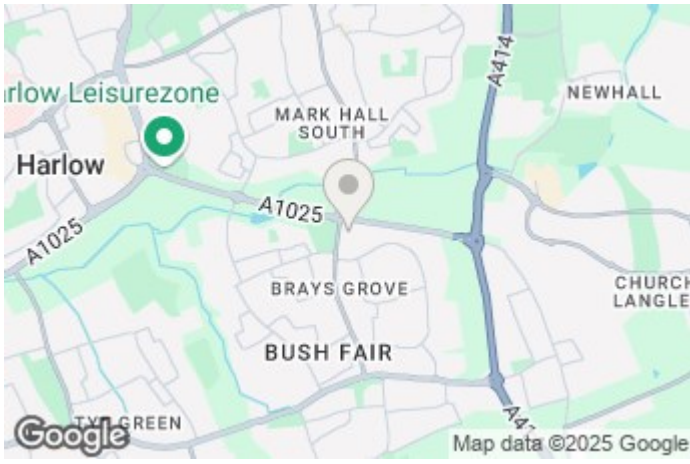 A414
NEWHALL
arlow Leisurezone
MARK HALL
SOUTH
Harlow
A1025
A1025
BRAYS GROVE
CHURCH
LANGLE
BUSH FAIR
TYE GREEN
A41
Google
Map data ©2025 Google